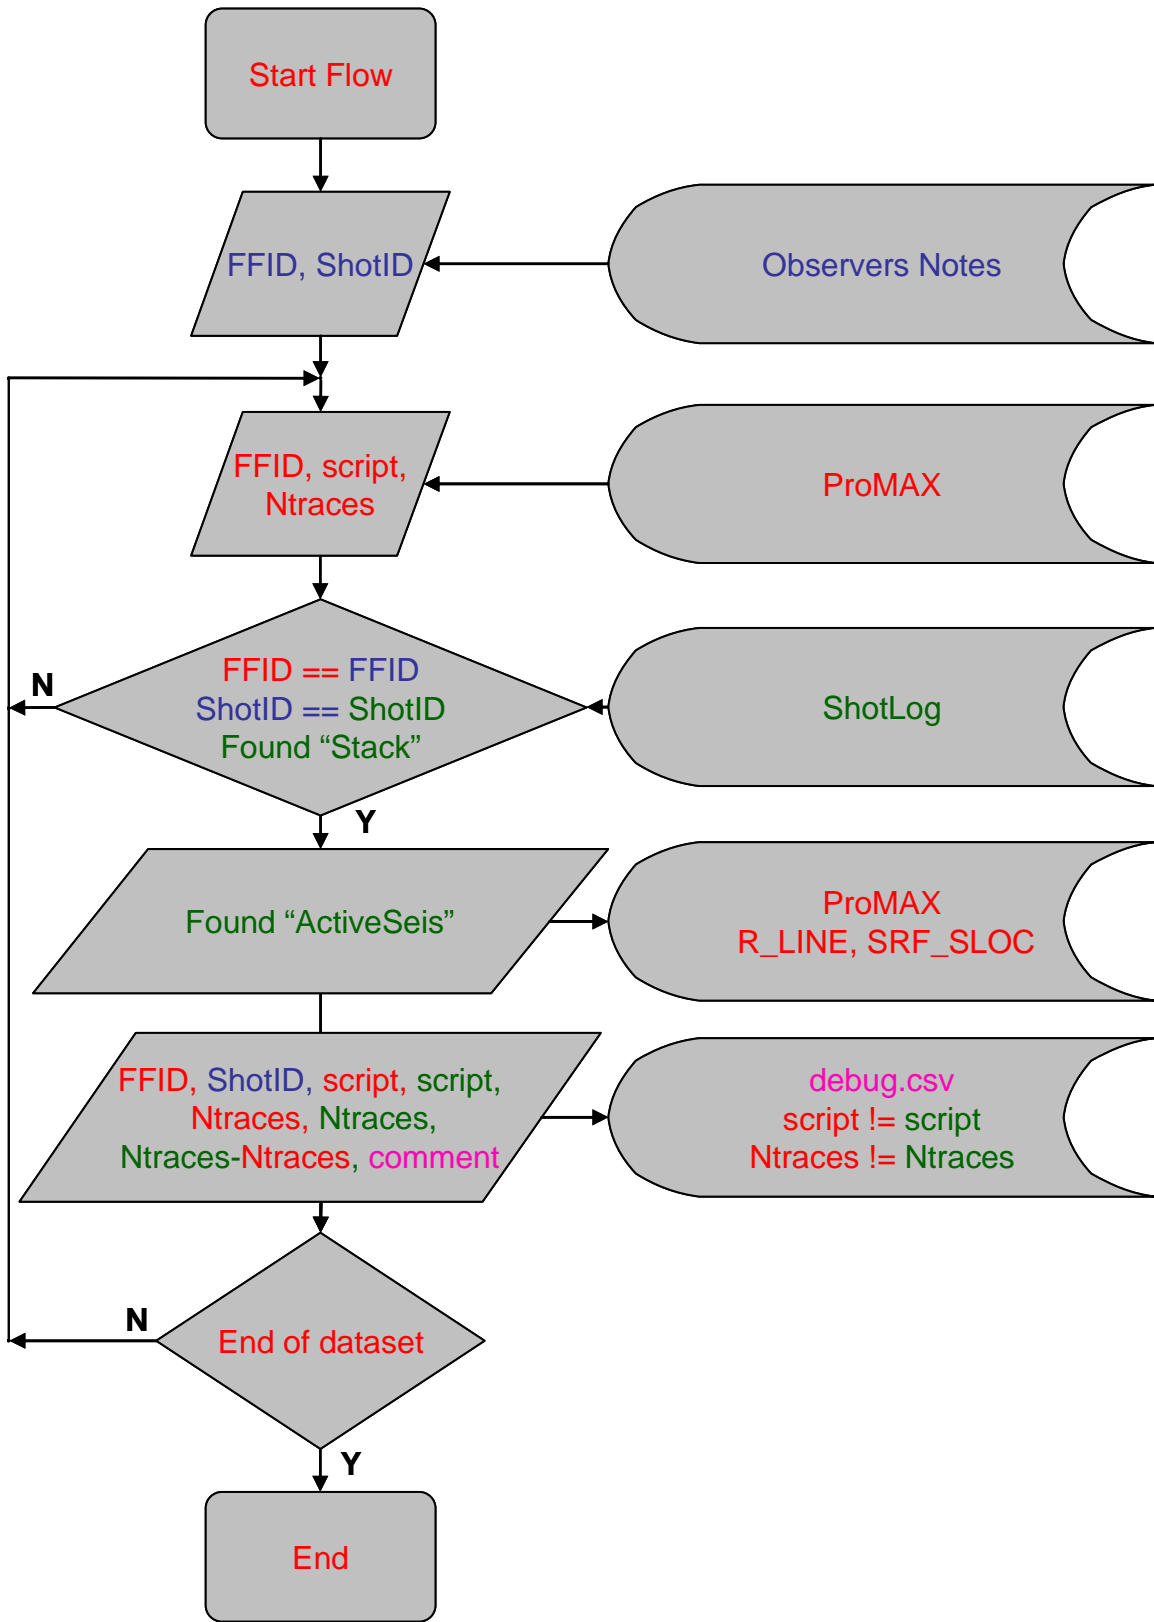 Start Flow
FFID, ShotID
Observers Notes
FFID, script,
Ntraces
ProMAX
FFID == FFID
ShotID == ShotID
Found “Stack”
N
ShotLog
Y
Found “ActiveSeis”
ProMAX
R_LINE, SRF_SLOC
FFID, ShotID, script, script,
Ntraces, Ntraces,
Ntraces-Ntraces, comment
debug.csv
script != script
Ntraces != Ntraces
N
End of dataset
Y
End